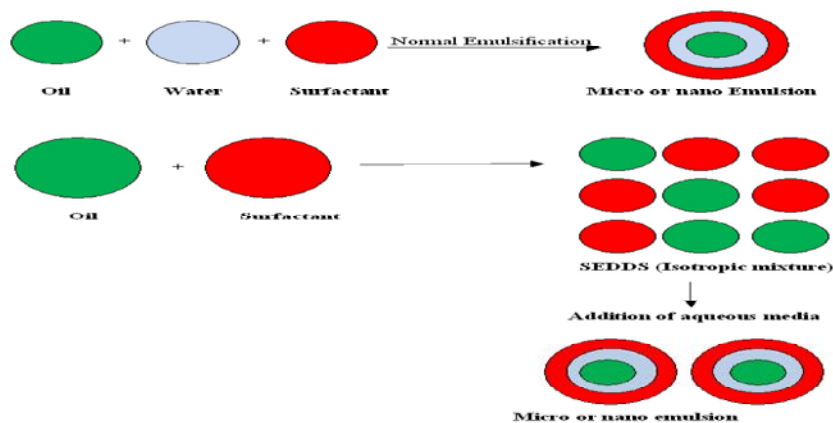 + + Normal Emulsification
Oil Water Surfactant Micro or nano Emulsion
+
Oil Surfactant
SEDDS (Isotropic mixture)
Addition of aqueous media
Micro or nano emulsion